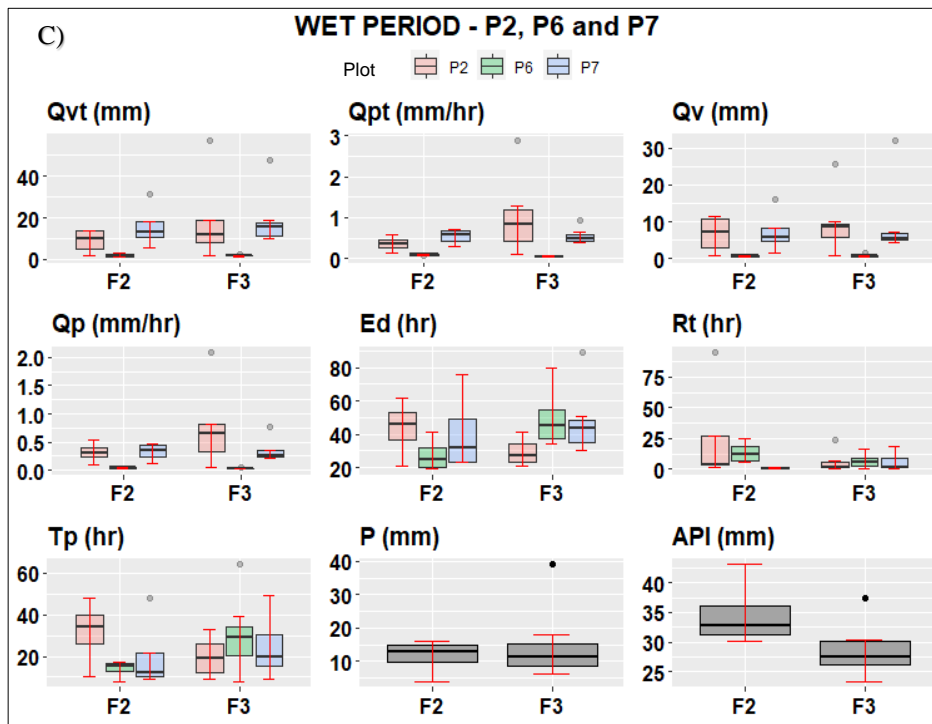 C)
WET PERIOD - P2, P6 and P7
Plot P2 P6 P7
Qvt (mm) Qpt (mm/hr) Qv (mm)
40
20
0
F2 F3
3
2
1
0
F2 F3
30
20
10
0
F2 F3
Qp (mm/hr) Ed (hr) Rt (hr)
2.0
1.5
1.0
0.5
0.0
F2 F3
80
60
40
20
F2 F3
75
50
25
0
F2 F3
Tp (hr) P (mm) API (mm)
60
40
20
F2 F3
40
30
20
10
F2 F3
40
35
30
25
F2 F3